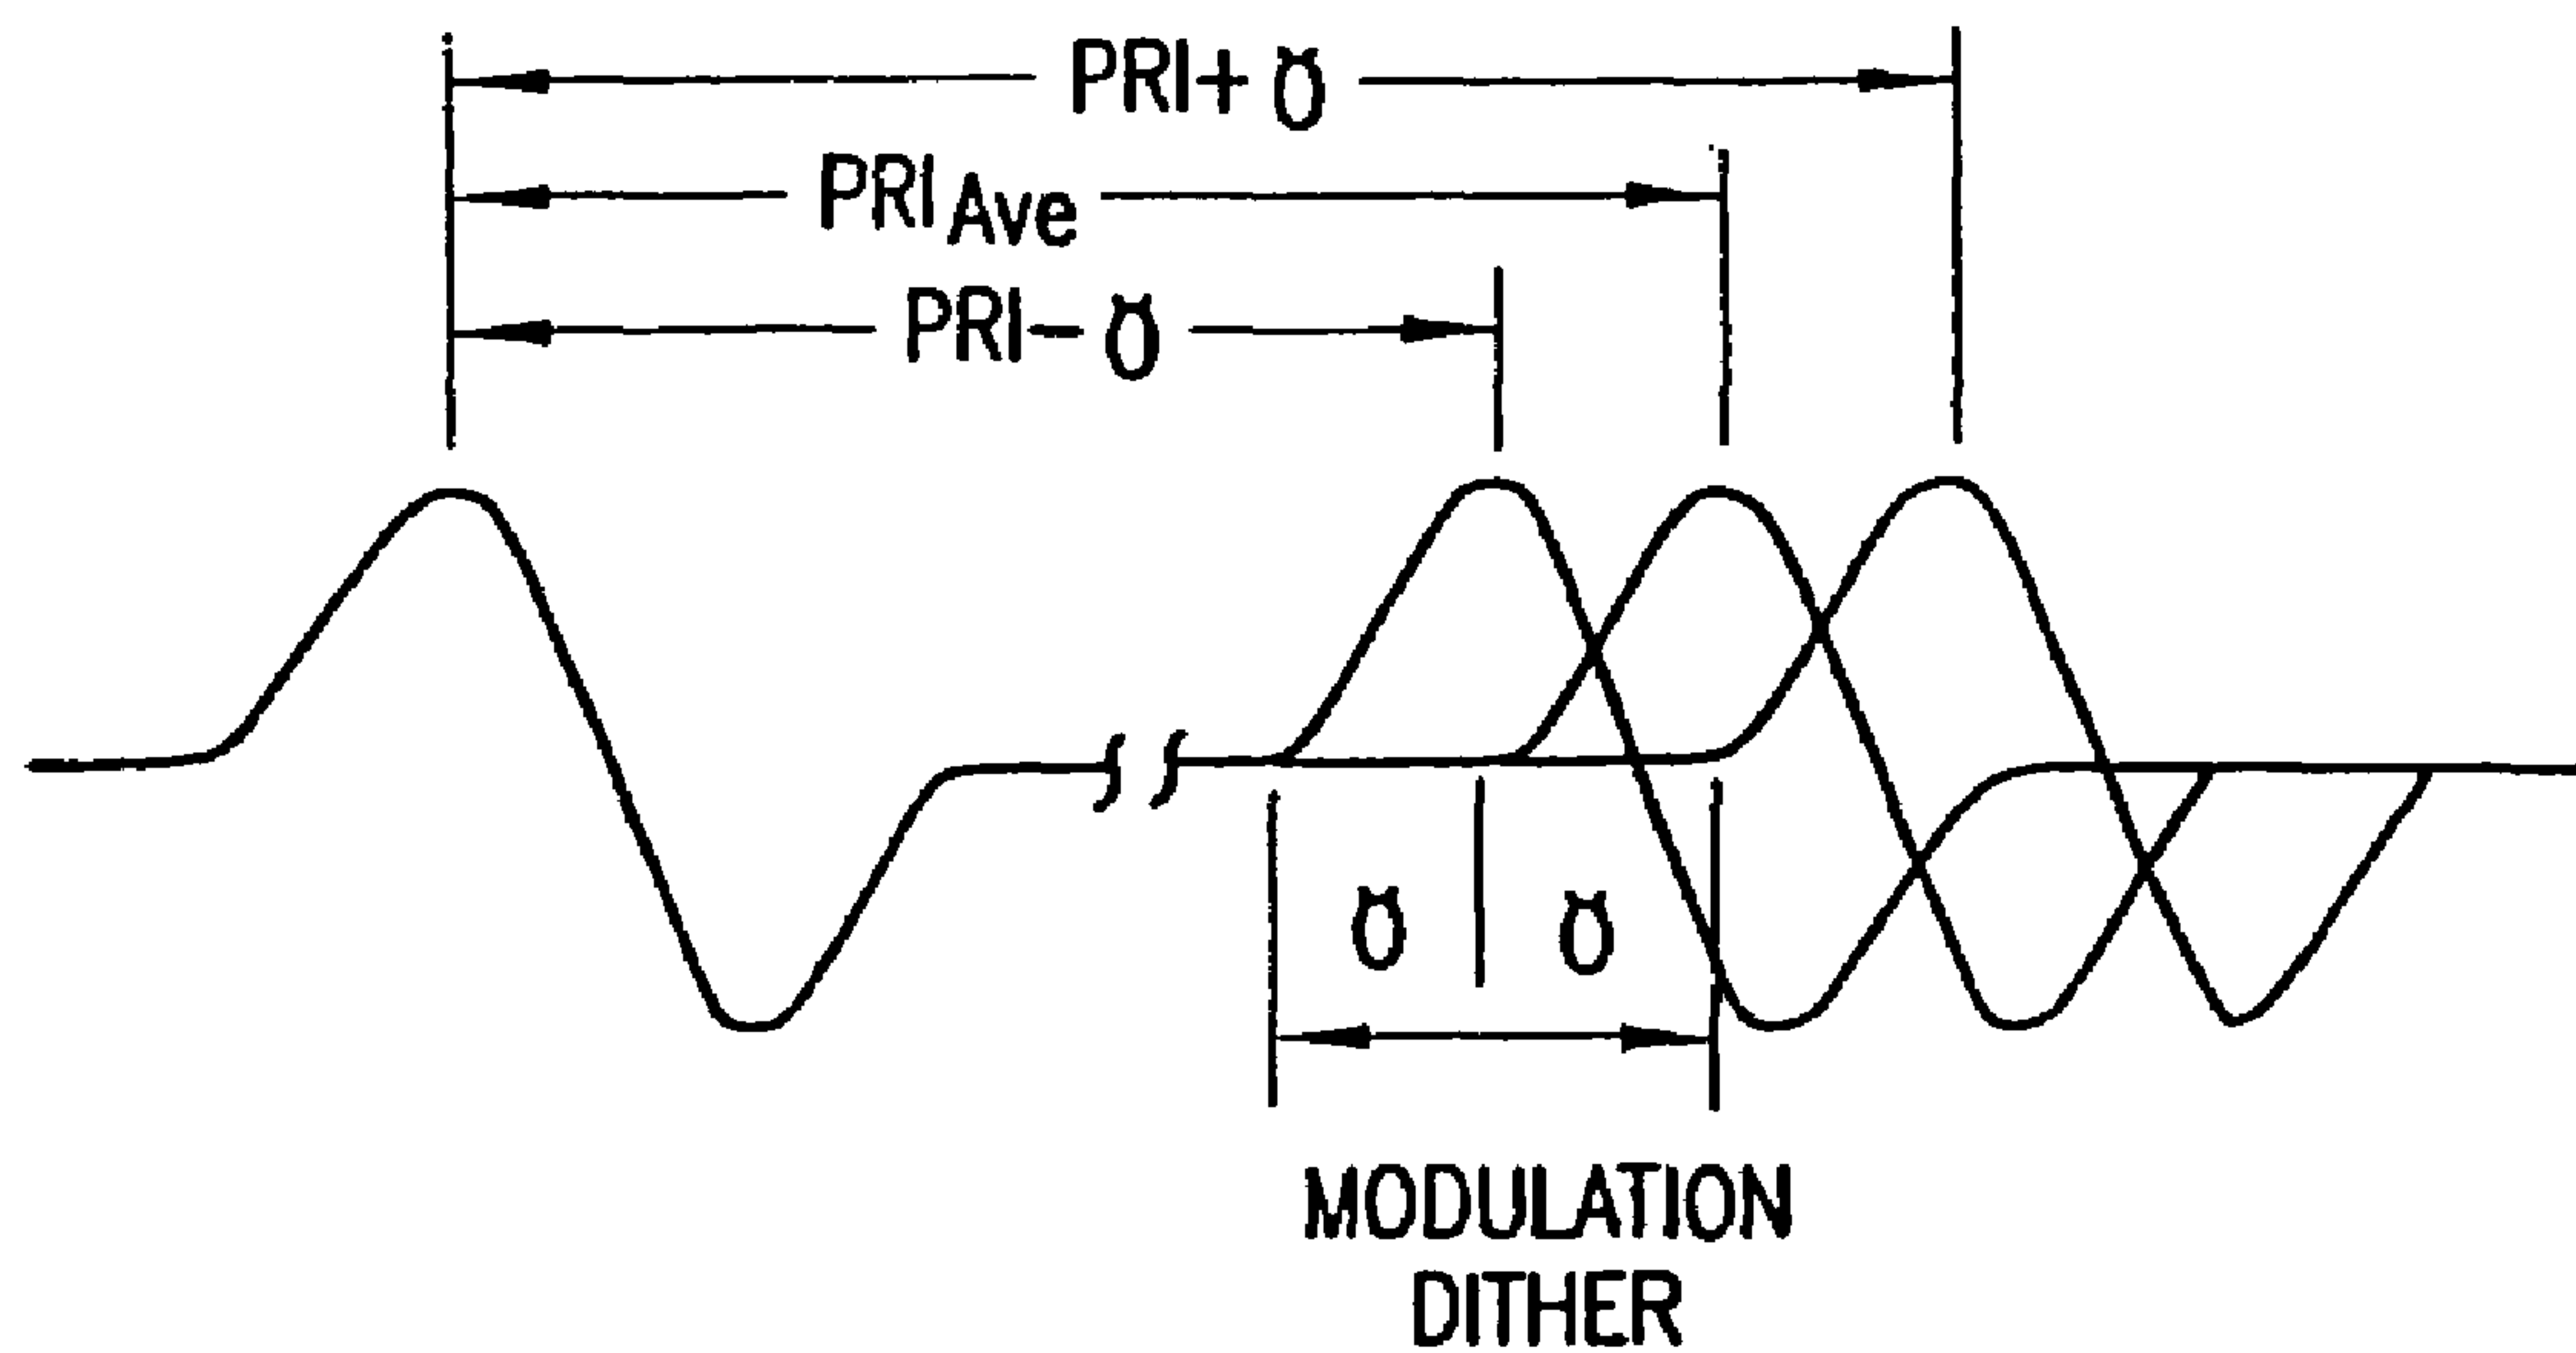 PRI+ ŏ
PRI Ave
PRI- ŏ
ŏ ŏ
MODULATION
DITHER